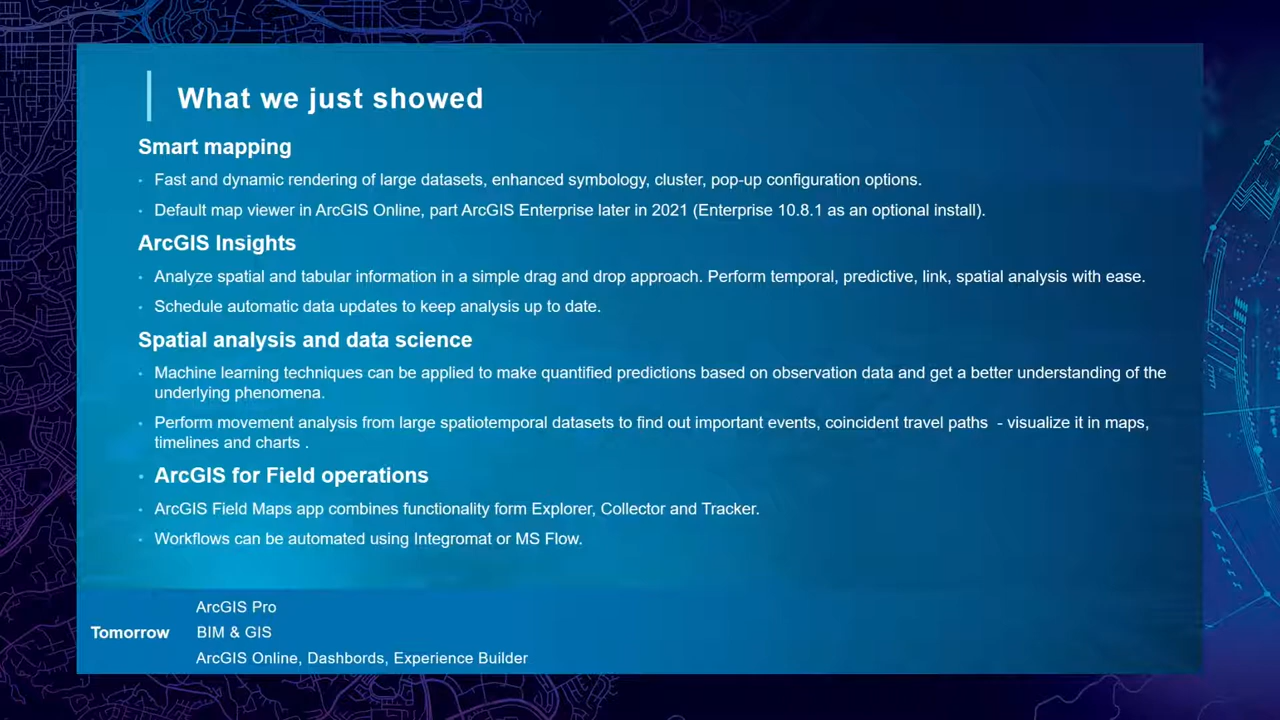 What we just showed
Smart mapping
· Fast and dynamic rendering of large datasets, enhanced symbology, cluster, pop-up configuration options.
· Default map viewer in ArcGIS Online, part ArcGIS Enterprise later in 2021 (Enterprise 10.8.1 as an optional install).
ArcGIS Insights
· Analyze spatial and tabular information in a simple drag and drop approach. Perform temporal, predictive, link, spatial analysis with ease.
· Schedule automatic data updates to keep analysis up to date.
Spatial analysis and data science
· Machine learning techniques can be applied to make quantified predictions based on observation data and get a better understanding of the
underlying phenomena.
· Perform movement analysis from large spatiotemporal datasets to find out important events, coincident travel paths  - visualize it in maps,
timelines and charts .
· ArcGIS for Field operations
· ArcGIS Field Maps app combines functionality form Explorer, Collector and Tracker.
· Workflows can be automated using Integromat or MS Flow.
Tomorrow
ArcGIS Pro
BIM & GIS
ArcGIS Online, Dashbords, Experience Builder